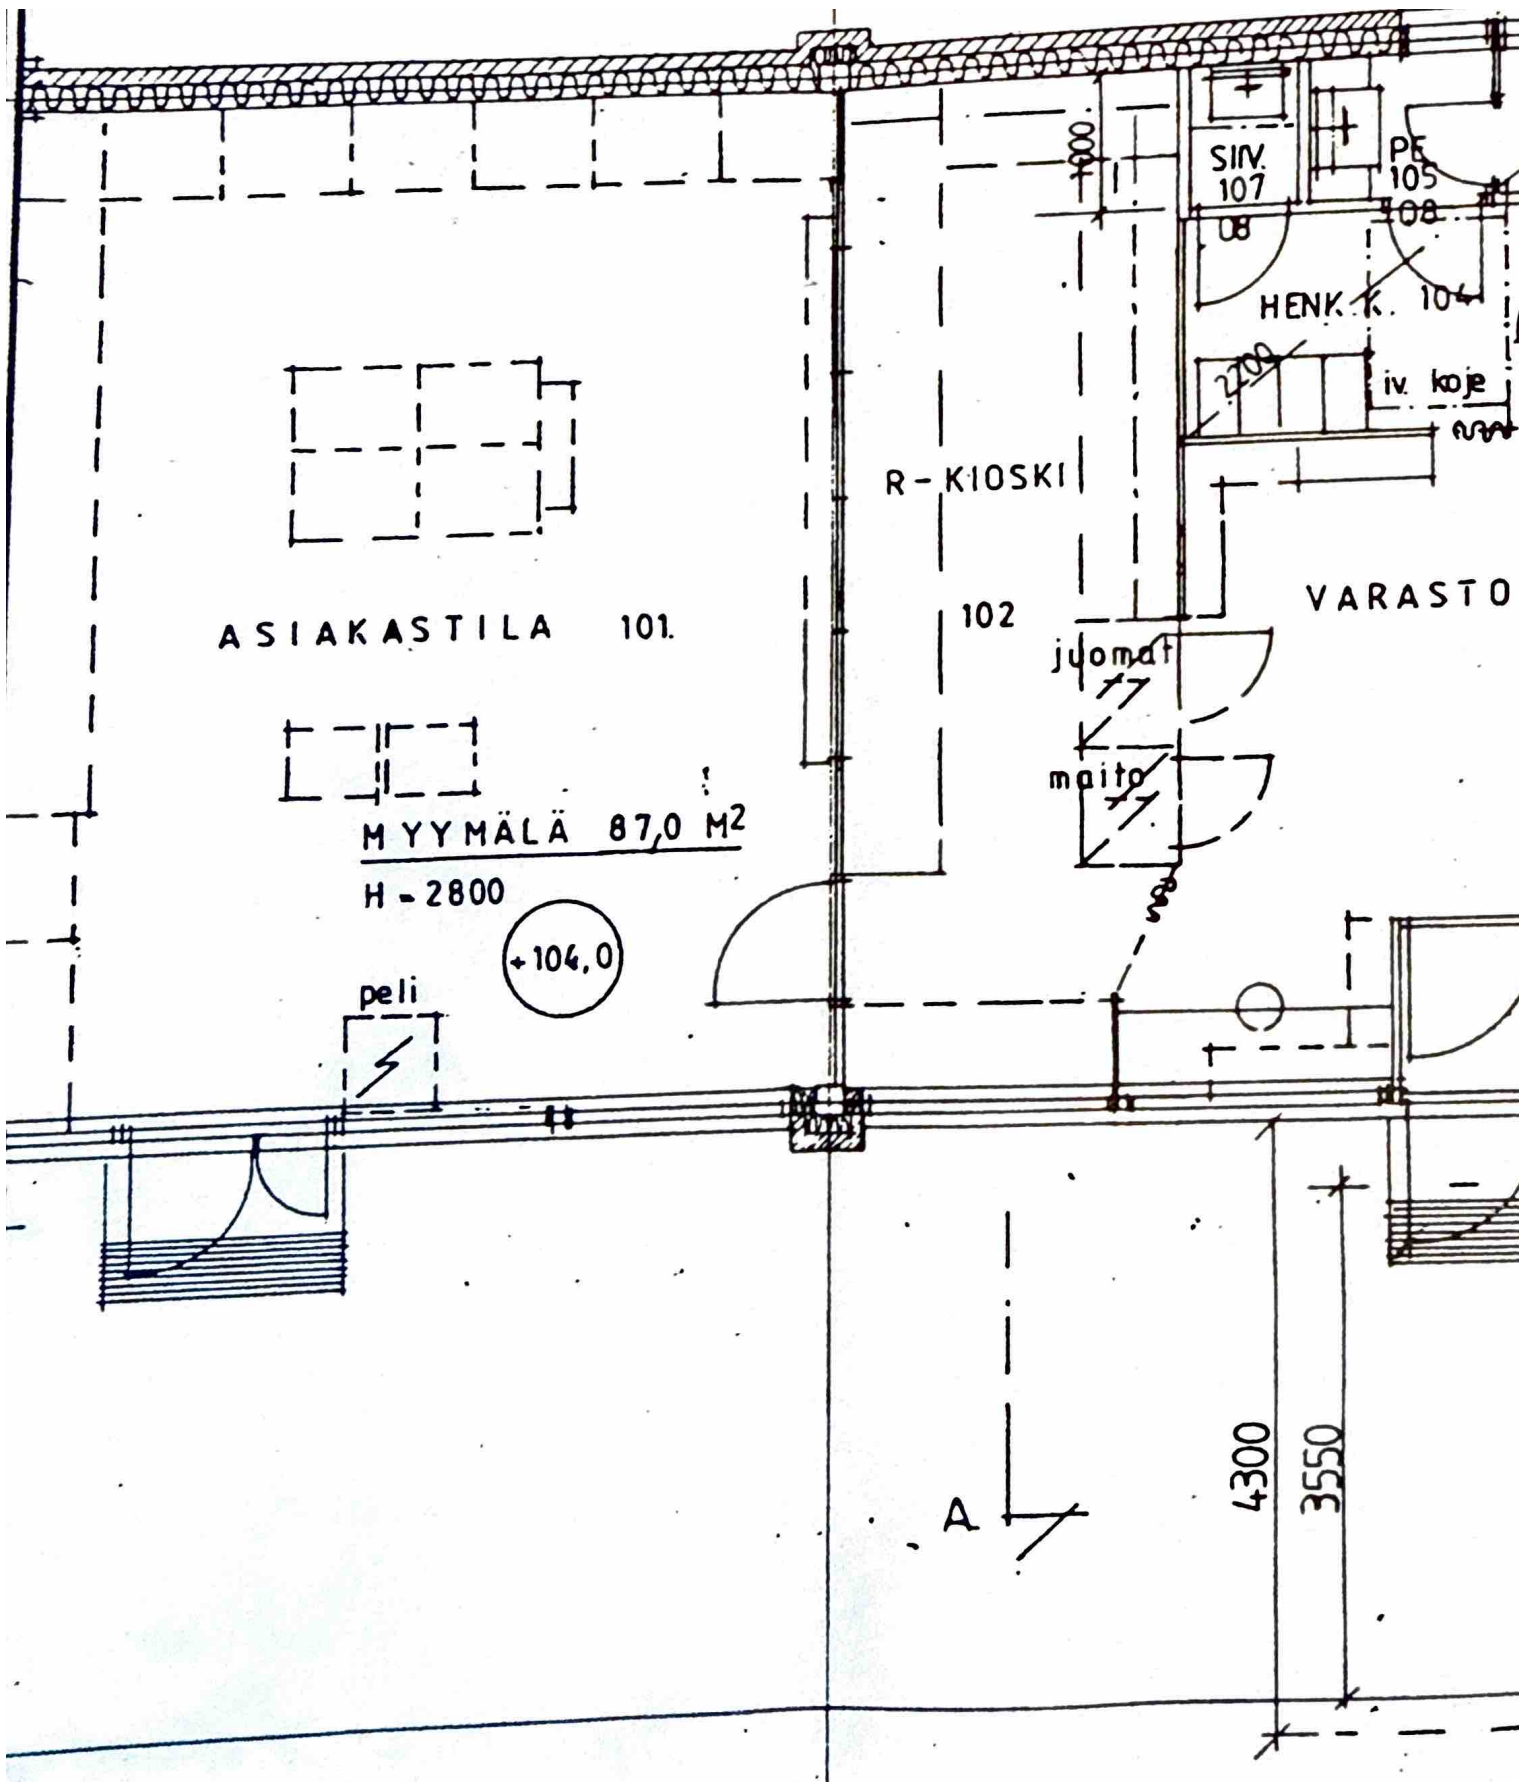 SIIV.
107
08
PE
105
08
HENK. K. 104
2200
iv. koje
R-KIOSKI
102
VARASTO
ASIAKASTILA 101.
juomat
maito
MYYMÄLÄ 87,0 M2
H-2800
+104,0
peli
A
4300
3550